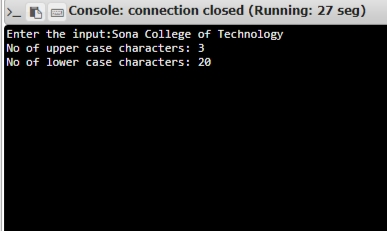 Console: connection closed (Running: 27 seg)
Enter the input:Sona College of Technology
No of upper case characters: 3
No of lower case characters: 20